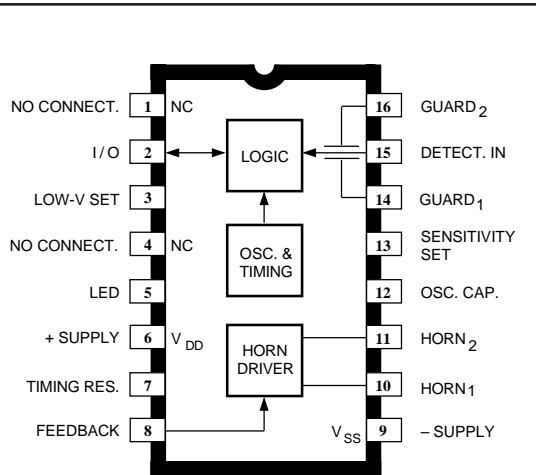 NO CONNECT. 1 NC
I / O 2
LOW-V SET 3
NO CONNECT. 4 NC
LED 5
+ SUPPLY 6 V DD
TIMING RES. 7
FEEDBACK 8
LOGIC
OSC. &
TIMING
HORN
DRIVER
16 GUARD2
15 DETECT. IN
14 GUARD1
13 SENSITIVITY
SET
12 OSC. CAP.
11 HORN2
10 HORN1
VSS 9 – SUPPLY